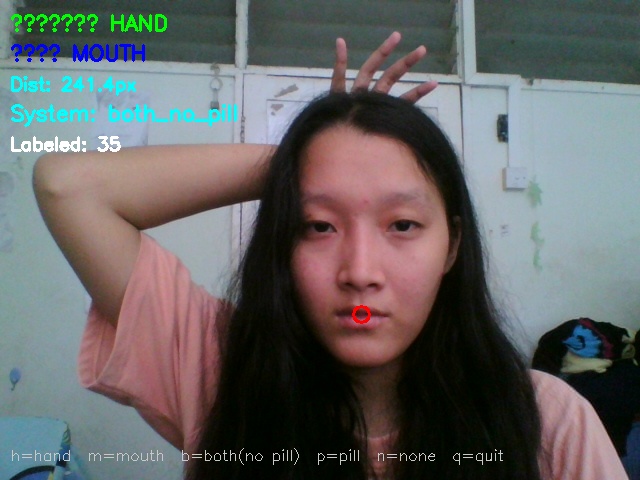 ??????? HAND
???? MOUTH
Dist: 241.4px
System: both_no_pill
Labeled: 35
h=hand m=mouth b=both(no pill) p=pill n=none q=quit